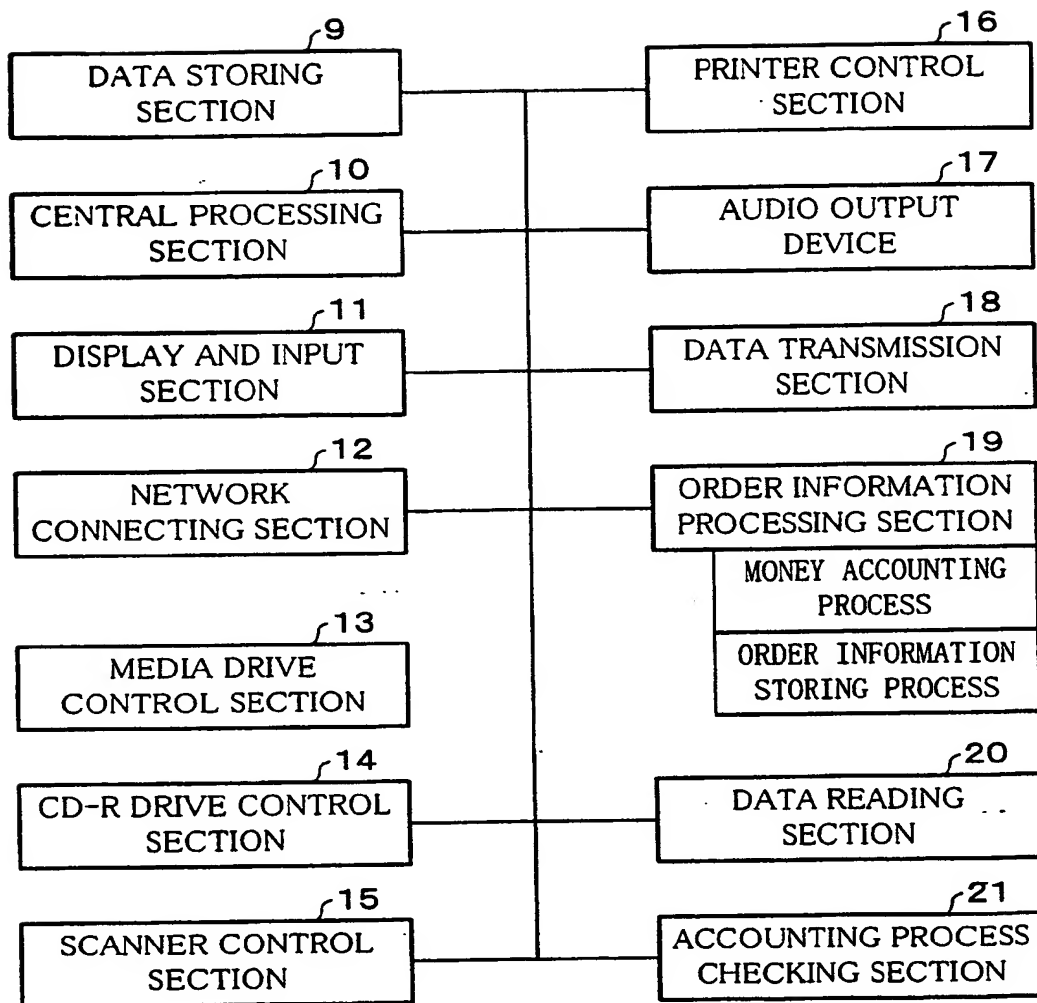 9
DATA STORING
SECTION
10
CENTRAL PROCESSING
SECTION
11
DISPLAY AND INPUT
SECTION
12
NETWORK
CONNECTING SECTION
13
MEDIA DRIVE
CONTROL SECTION
14
CD-R DRIVE CONTROL
SECTION
15
SCANNER CONTROL
SECTION
16
PRINTER CONTROL
SECTION
17
AUDIO OUTPUT
DEVICE
18
DATA TRANSMISSION
SECTION
19
ORDER INFORMATION
PROCESSING SECTION
MONEY ACCOUNTING
PROCESS
ORDER INFORMATION
STORING PROCESS
20
DATA READING
SECTION
21
ACCOUNTING PROCESS
CHECKING SECTION